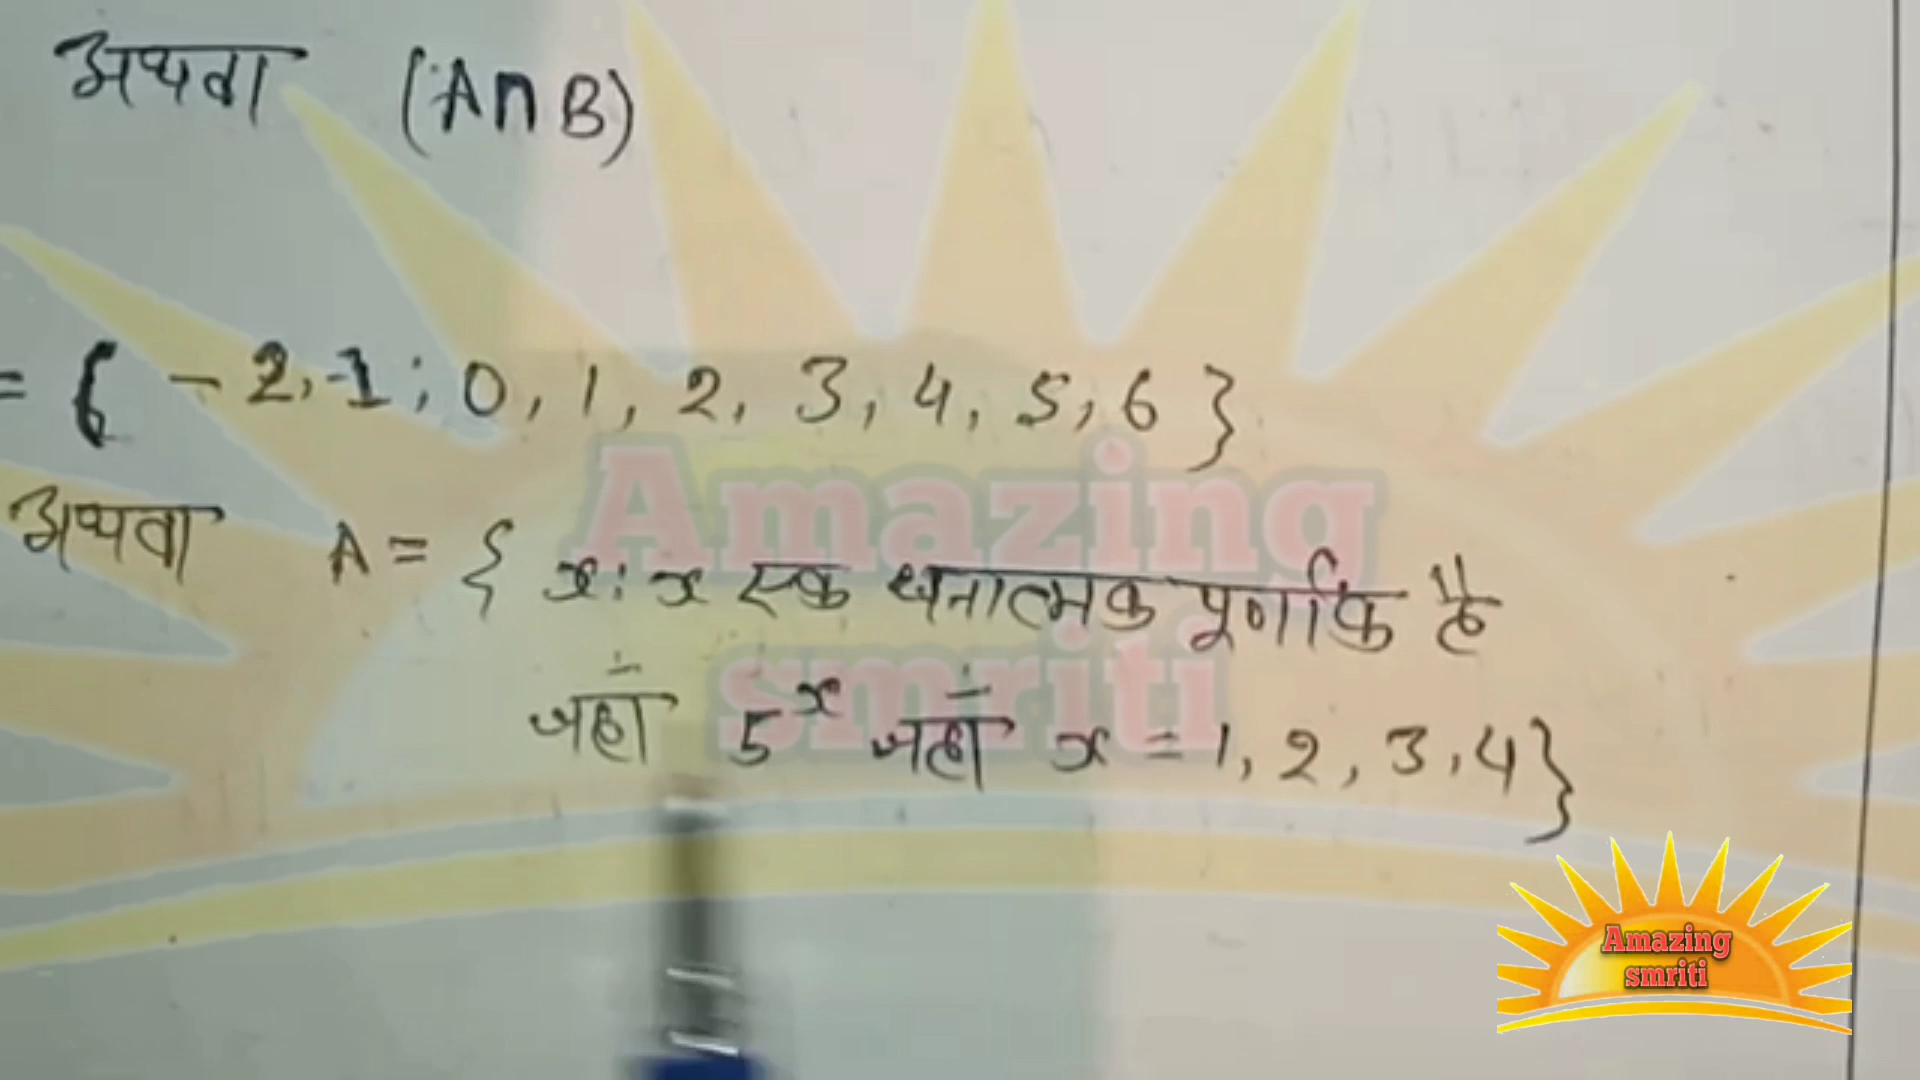 अथवा (A∩B)
= { -2, -1; 0, 1, 2, 3, 4, 5, 6 }
अथवा A = { x : x एक धनात्मक पूर्णांक है
जहाँ 5ˣ जहाँ x = 1, 2, 3, 4}
Amazing
smriti
Amazing
smriti